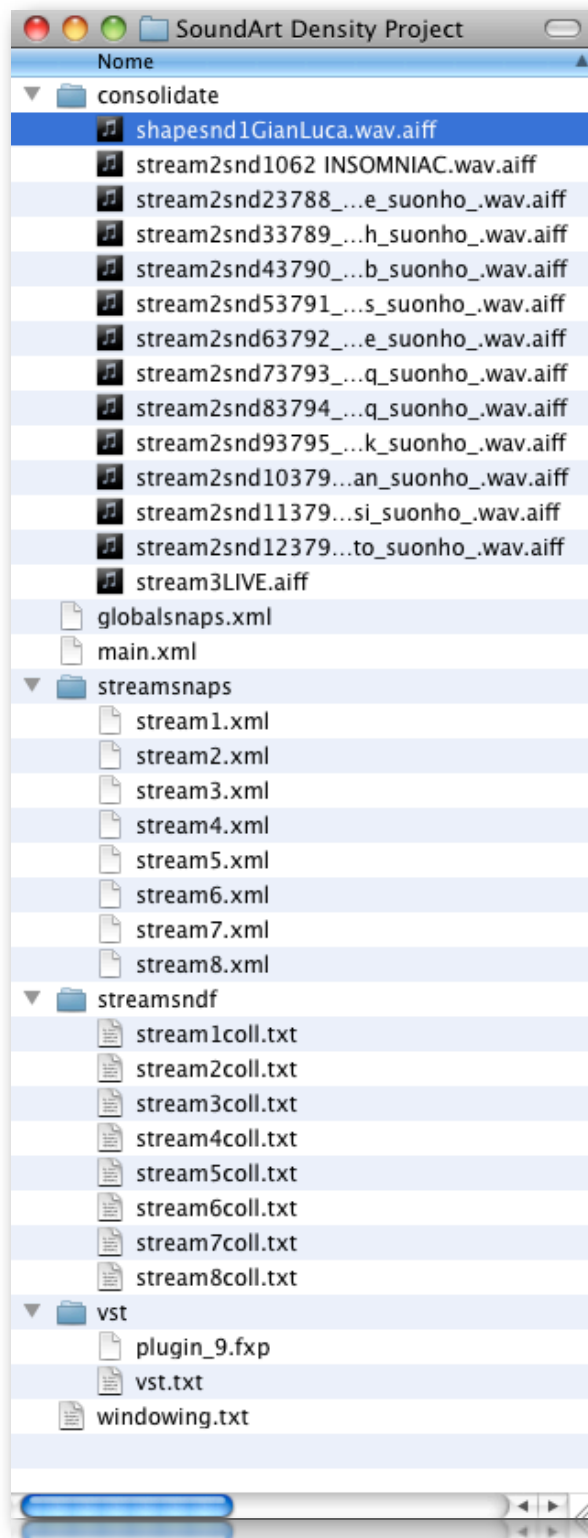 SoundArt Density Project
Nome
consolidate
shapesnd1GianLuca.wav.aiff
stream2snd1062 INSOMNIAC.wav.aiff
stream2snd23788_...e_suonho_.wav.aiff
stream2snd33789_...h_suonho_.wav.aiff
stream2snd43790_...b_suonho_.wav.aiff
stream2snd53791_...s_suonho_.wav.aiff
stream2snd63792_...e_suonho_.wav.aiff
stream2snd73793_...q_suonho_.wav.aiff
stream2snd83794_...q_suonho_.wav.aiff
stream2snd93795_...k_suonho_.wav.aiff
stream2snd10379...an_suonho_.wav.aiff
stream2snd11379...si_suonho_.wav.aiff
stream2snd12379...to_suonho_.wav.aiff
stream3LIVE.aiff
globalsnaps.xml
main.xml
streamsnaps
stream1.xml
stream2.xml
stream3.xml
stream4.xml
stream5.xml
stream6.xml
stream7.xml
stream8.xml
streamsndf
stream1coll.txt
stream2coll.txt
stream3coll.txt
stream4coll.txt
stream5coll.txt
stream6coll.txt
stream7coll.txt
stream8coll.txt
vst
plugin_9.fxp
vst.txt
windowing.txt